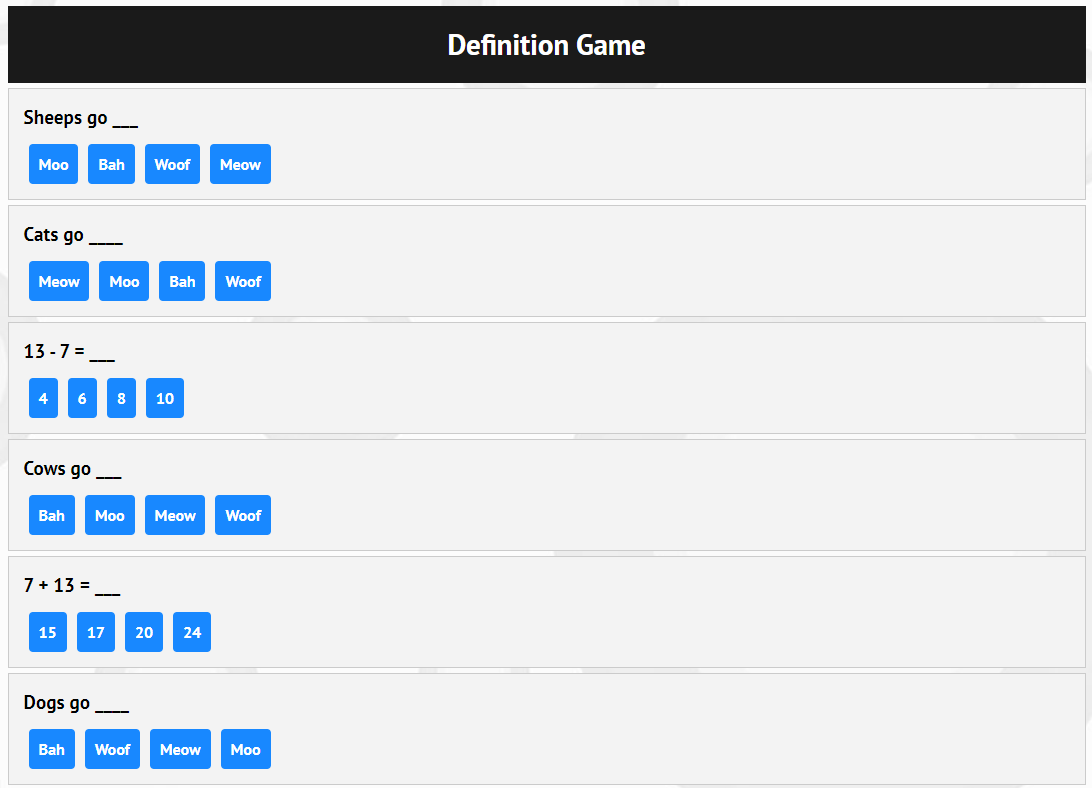 Definition Game
Sheeps go ___
Moo Bah Woof Meow
Cats go ____
Meow Moo Bah Woof
13 - 7 = ___
4 6 8 10
Cows go ___
Bah Moo Meow Woof
7 + 13 = ___
15 17 20 24
Dogs go ____
Bah Woof Meow Moo